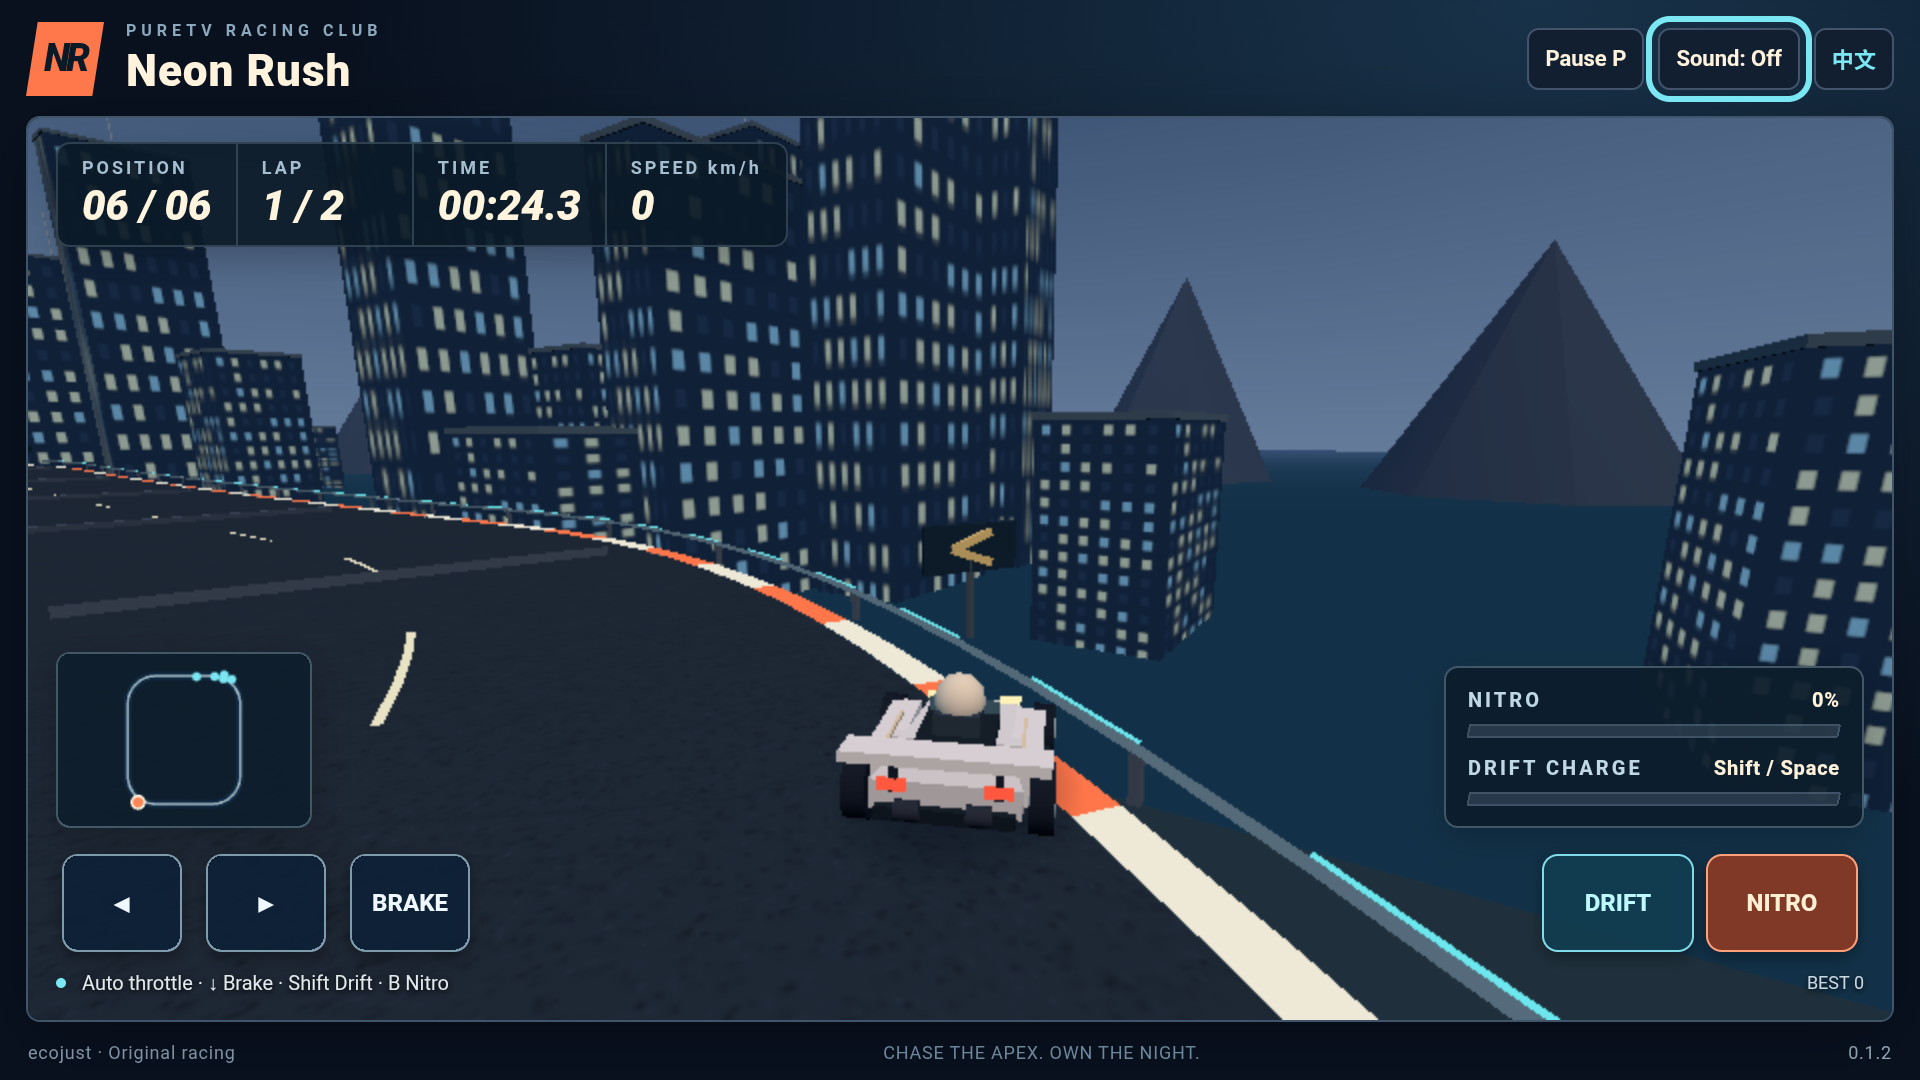 NR
PURETV RACING CLUB
Neon Rush
Pause P
Sound: Off
中文
POSITION
06 / 06
LAP
1 / 2
TIME
00:24.3
SPEED km/h
0
NITRO
0%
DRIFT CHARGE
Shift / Space
◀
▶
BRAKE
DRIFT
NITRO
Auto throttle · ↓ Brake · Shift Drift · B Nitro
BEST 0
ecojust · Original racing
CHASE THE APEX. OWN THE NIGHT.
0.1.2